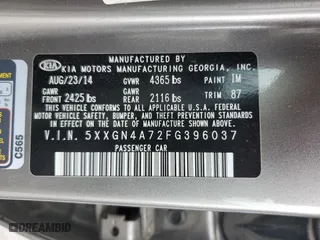 MANUFACTURED BY
KIA KIA MOTORS MANUFACTURING GEORGIA, INC.
AUG/23/14 GVWR 4365 lbs PAINT IM
GAWR FRONT 2425 lbs GAWR REAR 2116 lbs TRIM 87
THIS VEHICLE CONFORMS TO ALL APPLICABLE
FEDERAL MOTOR VEHICLE SAFETY, BUMPER, AND
THEFT PREVENTION STANDARDS IN EFFECT ON THE
DATE OF MANUFACTURE SHOWN ABOVE.
V.I.N. 5XXGN4A72FG396037
PASSENGER CAR
C565
© DREAMBID